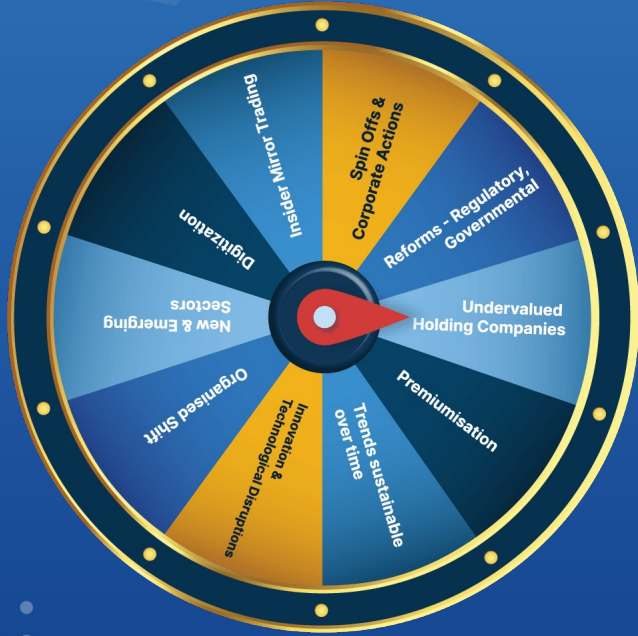 Spin Offs &
Corporate Actions
Reforms - Regulatory,
Governmental
Undervalued
Holding Companies
Premiumisation
Trends sustainable
over time
Innovation &
Technological Disruptions
Organised Shift
New & Emerging
Sectors
Digitization
Insider Mirror Trading